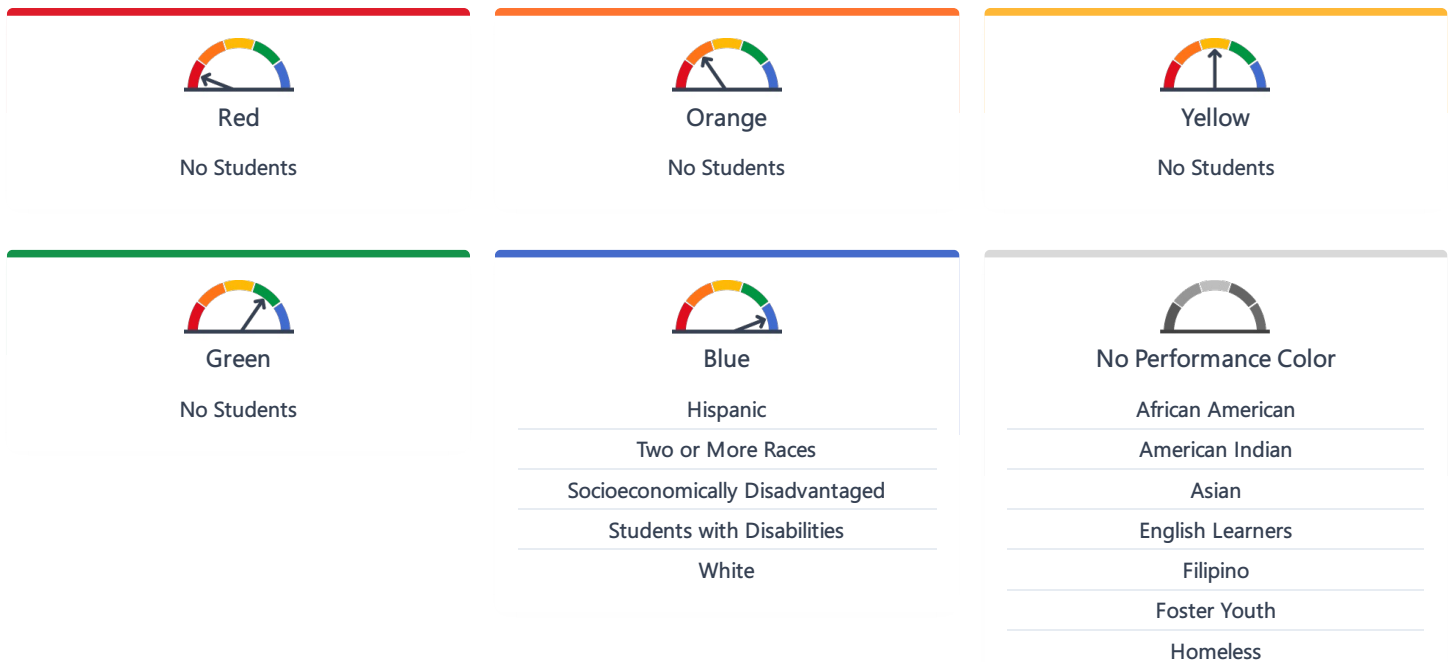 Red
No Students
Orange
No Students
Yellow
No Students
Green
No Students
Blue
Hispanic
Two or More Races
Socioeconomically Disadvantaged
Students with Disabilities
White
No Performance Color
African American
American Indian
Asian
English Learners
Filipino
Foster Youth
Homeless